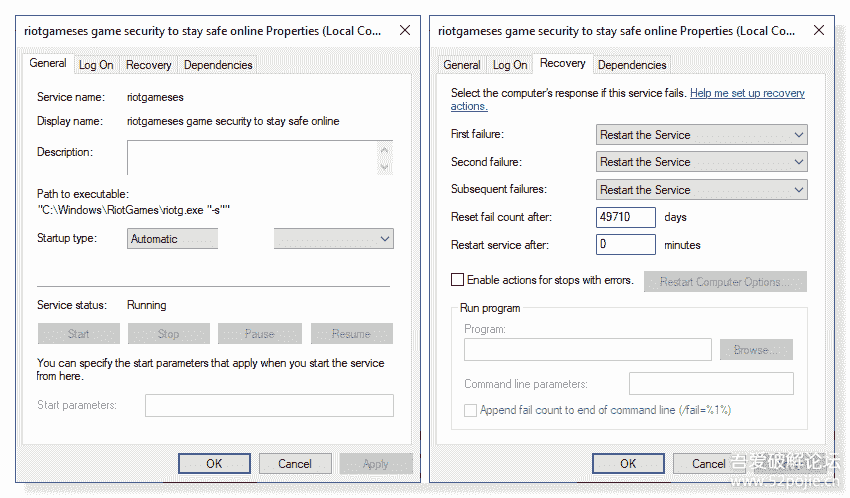 riotgameses game security to stay safe online Properties (Local Co...
General
Log On
Recovery
Dependencies
Service name:
riotgameses
Display name:
riotgameses game security to stay safe online
Description:
Path to executable:
"C:\Windows\RiotGames\riotg.exe "-s""
Startup type:
Automatic
Service status:
Running
Start
Stop
Pause
Resume
You can specify the start parameters that apply when you start the service
from here.
Start parameters:
OK
Cancel
Apply
riotgameses game security to stay safe online Properties (Local Co...
General
Log On
Recovery
Dependencies
Select the computer's response if this service fails. Help me set up recovery
actions.
First failure:
Restart the Service
Second failure:
Restart the Service
Subsequent failures:
Restart the Service
Reset fail count after:
49710
days
Restart service after:
0
minutes
Enable actions for stops with errors.
Restart Computer Options...
Run program
Program:
Browse...
Command line parameters:
Append fail count to end of command line (/fail=%1%)
OK
Cancel
吾爱破解论坛
www.52pojie.cn